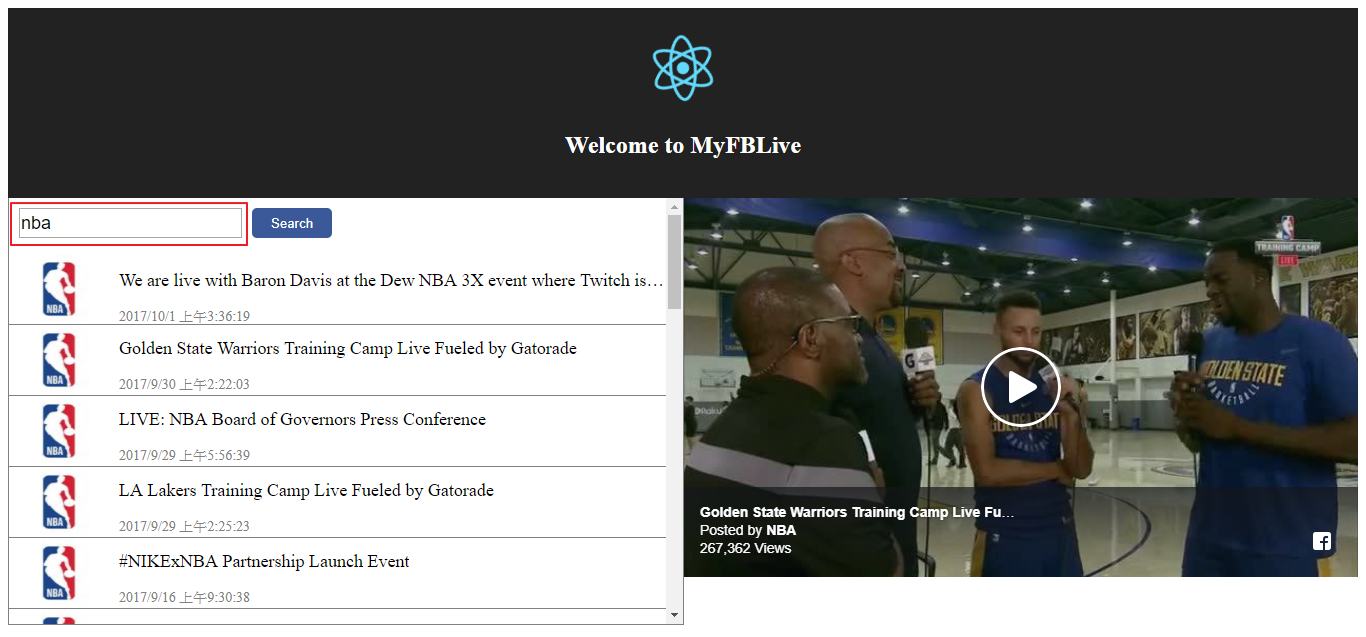 Welcome to MyFBLive
nba
Search
We are live with Baron Davis at the Dew NBA 3X event where Twitch is…
2017/10/1 上午3:36:19
NBA
Golden State Warriors Training Camp Live Fueled by Gatorade
2017/9/30 上午2:22:03
NBA
LIVE: NBA Board of Governors Press Conference
2017/9/29 上午5:56:39
NBA
LA Lakers Training Camp Live Fueled by Gatorade
2017/9/29 上午2:25:23
NBA
#NIKExNBA Partnership Launch Event
2017/9/16 上午9:30:38
NBA
TRAINING CAMP
LIVE
G
GOLDEN STATE
BASKETBALL
GOLDEN STATE
BASKETBALL
Golden State Warriors Training Camp Live Fu…
Posted by NBA
267,362 Views